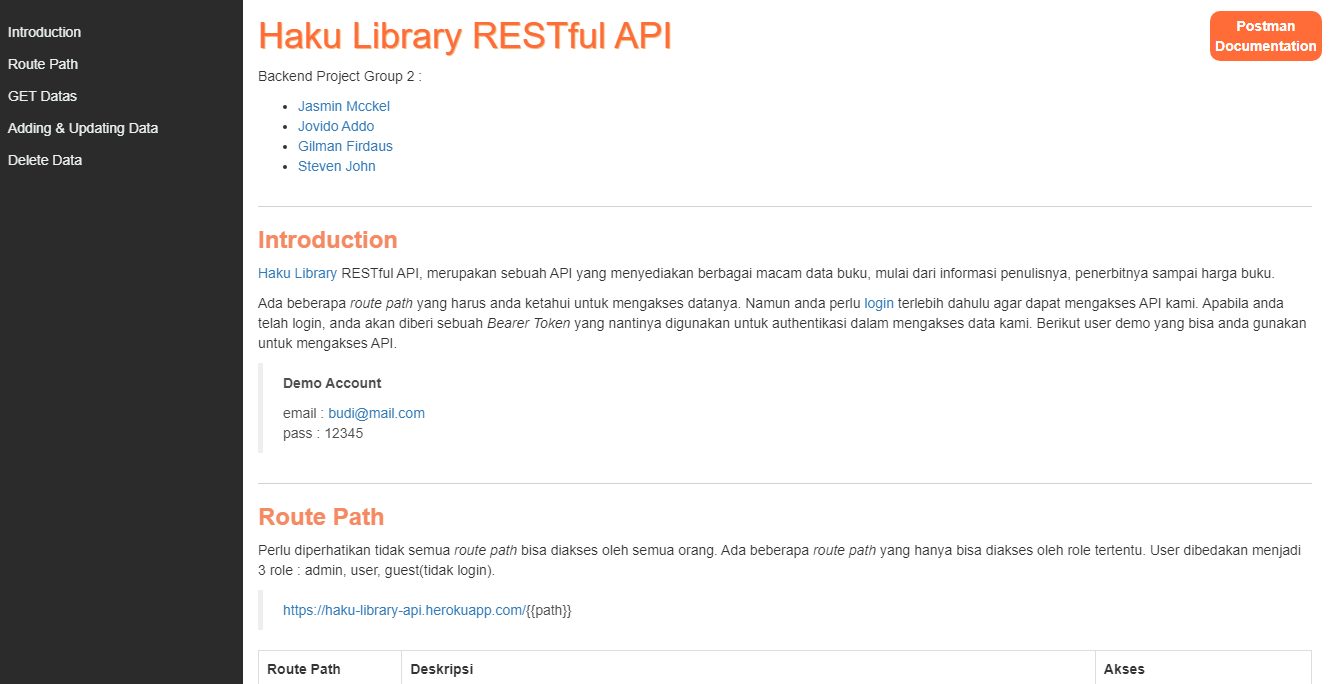 Introduction
Route Path
GET Datas
Adding & Updating Data
Delete Data
Haku Library RESTful API
Postman
Documentation
Backend Project Group 2 :
Jasmin Mcckel
Jovido Addo
Gilman Firdaus
Steven John
Introduction
Haku Library RESTful API, merupakan sebuah API yang menyediakan berbagai macam data buku, mulai dari informasi penulisnya, penerbitnya sampai harga buku.
Ada beberapa route path yang harus anda ketahui untuk mengakses datanya. Namun anda perlu login terlebih dahulu agar dapat mengakses API kami. Apabila anda
telah login, anda akan diberi sebuah Bearer Token yang nantinya digunakan untuk authentikasi dalam mengakses data kami. Berikut user demo yang bisa anda gunakan
untuk mengakses API.
Demo Account
email : budi@mail.com
pass : 12345
Route Path
Perlu diperhatikan tidak semua route path bisa diakses oleh semua orang. Ada beberapa route path yang hanya bisa diakses oleh role tertentu. User dibedakan menjadi
3 role : admin, user, guest(tidak login).
https://haku-library-api.herokuapp.com/{{path}}
Route Path
Deskripsi
Akses